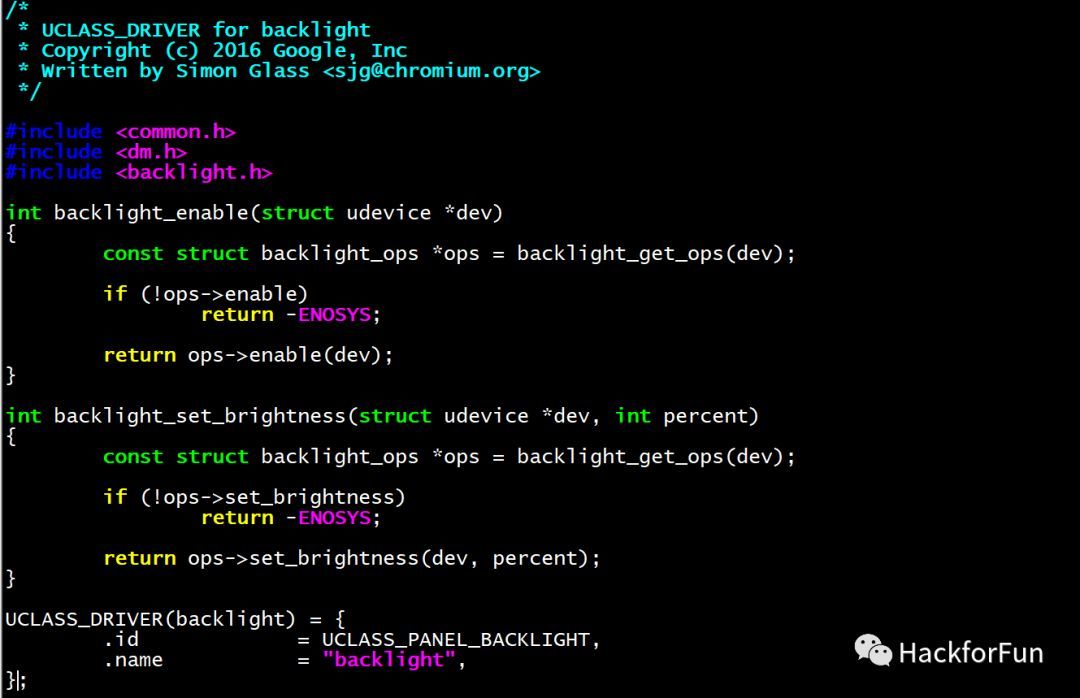 /*
 * UCLASS_DRIVER for backlight
 * Copyright (c) 2016 Google, Inc
 * Written by Simon Glass <sjg@chromium.org>
 */

#include <common.h>
#include <dm.h>
#include <backlight.h>

int backlight_enable(struct udevice *dev)
{
        const struct backlight_ops *ops = backlight_get_ops(dev);

        if (!ops->enable)
                return -ENOSYS;

        return ops->enable(dev);
}

int backlight_set_brightness(struct udevice *dev, int percent)
{
        const struct backlight_ops *ops = backlight_get_ops(dev);

        if (!ops->set_brightness)
                return -ENOSYS;

        return ops->set_brightness(dev, percent);
}

UCLASS_DRIVER(backlight) = {
        .id             = UCLASS_PANEL_BACKLIGHT,
        .name           = "backlight",
};
HackforFun